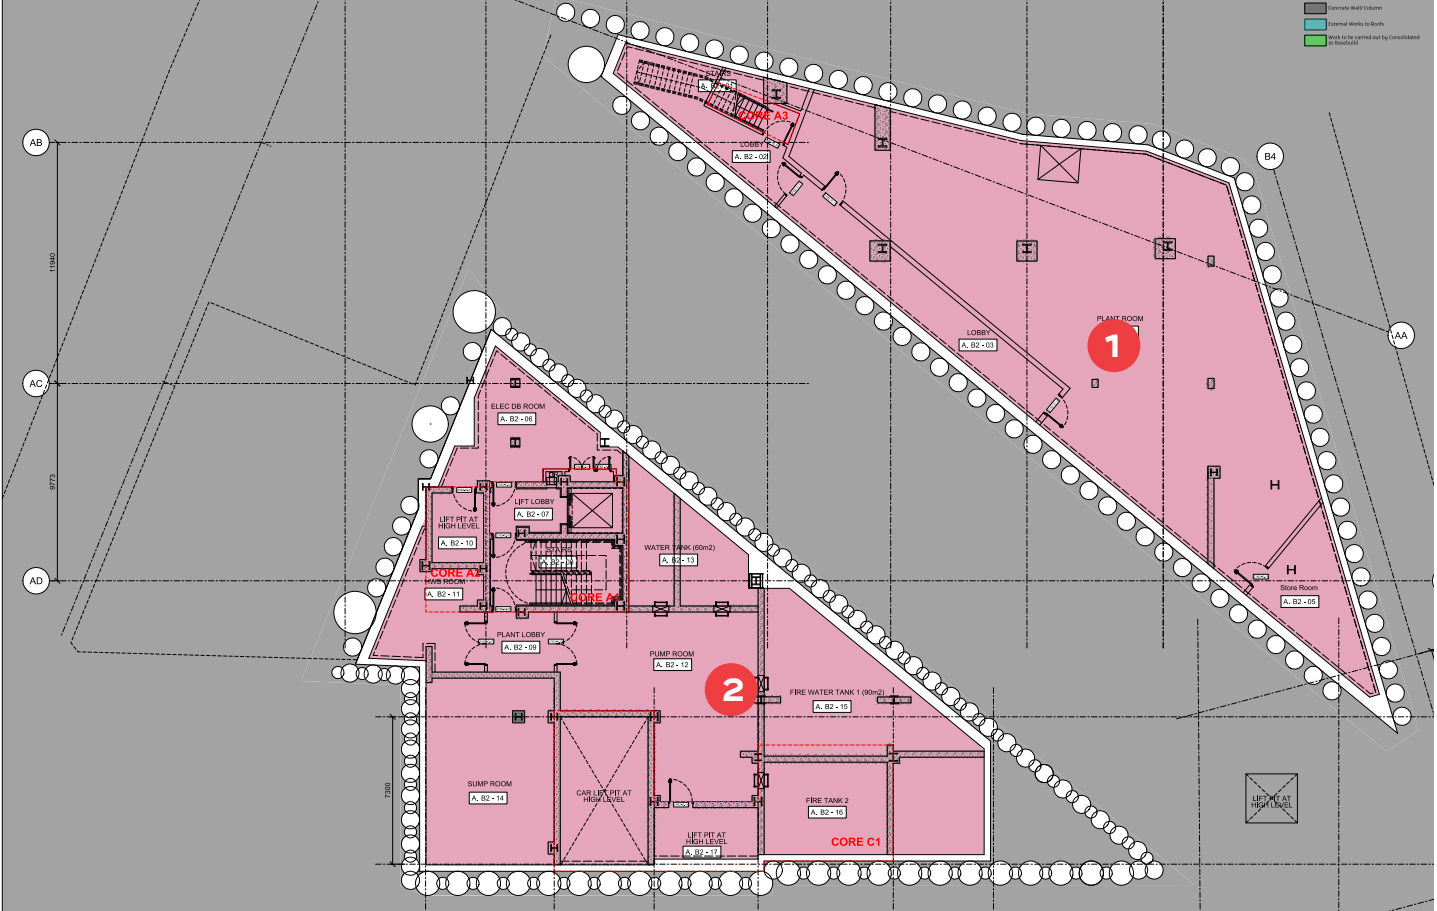 Concrete Wall/ Column
External Works to Roofs
Work to be carried out by Consolidated
as Basebuild
STAIRS
CORE A3
LOBBY
A. B2 - 02
AB
B4
11940
PLANT ROOM
1
LOBBY
A. B2 - 03
AA
AC
ELEC DB ROOM
A. B2 - 06
9773
LIFT LOBBY
A. B2 - 07
LIFT PIT AT
HIGH LEVEL
A. B2 - 10
STAIRS
WATER TANK (60m2)
A. B2 - 13
CORE A2
HWS ROOM
A. B2 - 11
AD
Store Room
A. B2 - 05
PLANT LOBBY
A. B2 - 09
PUMP ROOM
A. B2 - 12
2
FIRE WATER TANK 1 (90m2)
A. B2 - 15
7300
SUMP ROOM
A. B2 - 14
CAR LIFT PIT AT
HIGH LEVEL
FIRE TANK 2
A. B2 - 16
CORE C1
LIFT PIT AT
HIGH LEVEL
A. B2 - 17
LIFT PIT AT
HIGH LEVEL